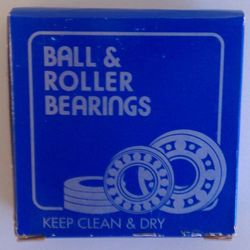 BALL &
ROLLER
BEARINGS
KEEP CLEAN & DRY